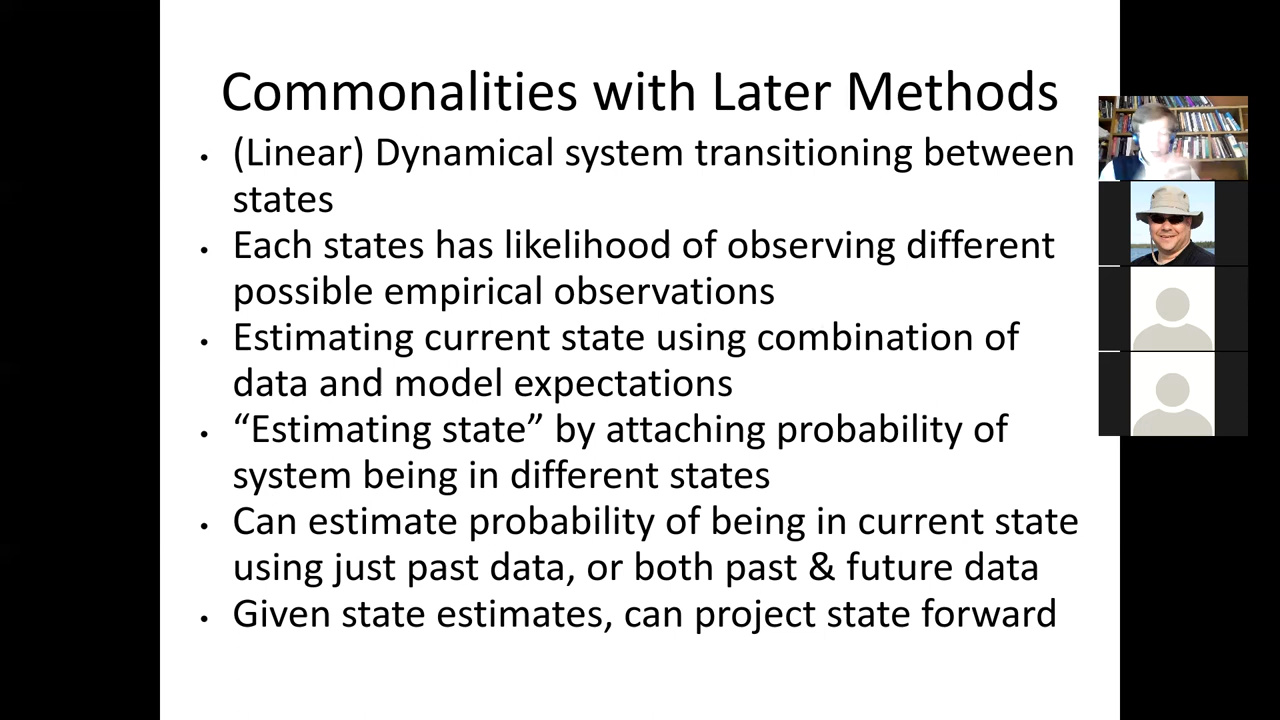 Commonalities with Later Methods
• (Linear) Dynamical system transitioning between
states
• Each states has likelihood of observing different
possible empirical observations
• Estimating current state using combination of
data and model expectations
• “Estimating state” by attaching probability of
system being in different states
• Can estimate probability of being in current state
using just past data, or both past & future data
• Given state estimates, can project state forward